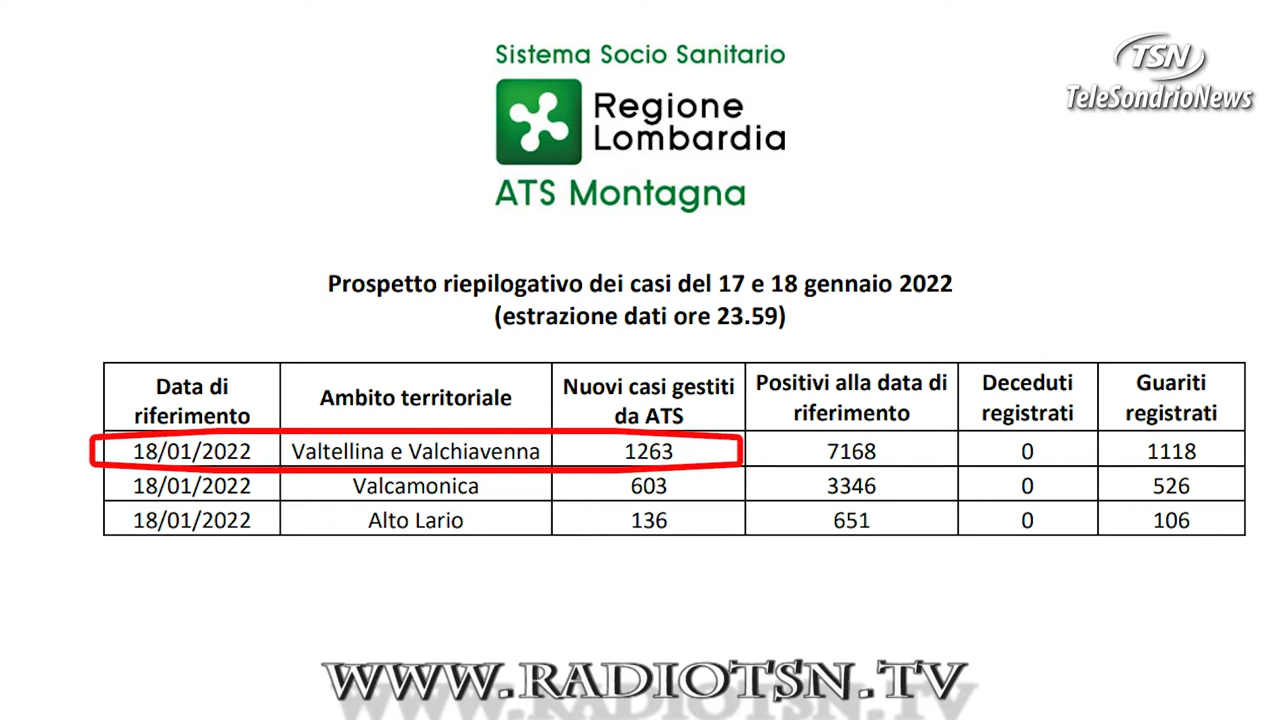 Sistema Socio Sanitario
Regione
Lombardia
ATS Montagna
TSN
TeleSondrioNews
Prospetto riepilogativo dei casi del 17 e 18 gennaio 2022
(estrazione dati ore 23.59)
Data di riferimento Ambito territoriale Nuovi casi gestiti da ATS Positivi alla data di riferimento Deceduti registrati Guariti registrati
18/01/2022 Valtellina e Valchiavenna 1263 7168 0 1118
18/01/2022 Valcamonica 603 3346 0 526
18/01/2022 Alto Lario 136 651 0 106
WWW.RADIOTSN.TV